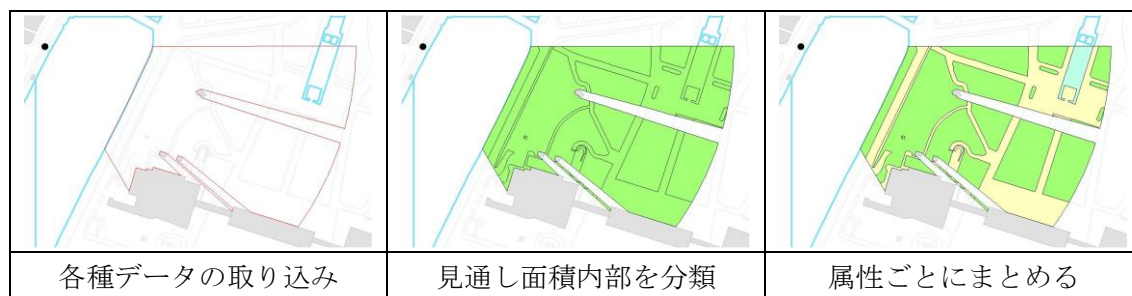 各種データの取り込み
見通し面積内部を分類
属性ごとにまとめる